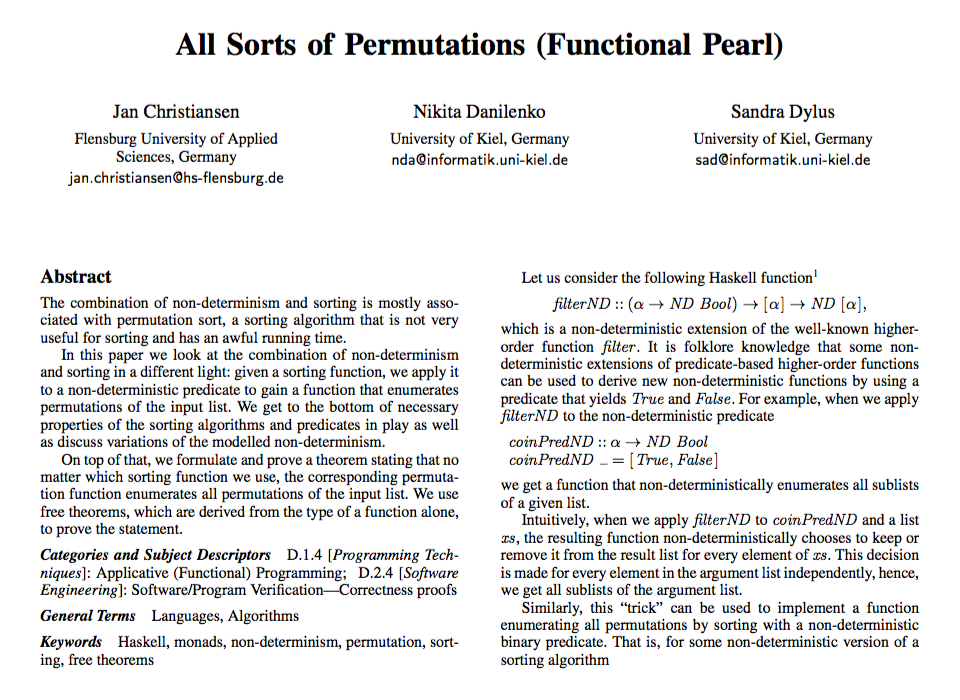 All Sorts of Permutations (Functional Pearl)
Jan Christiansen
Flensburg University of Applied
Sciences, Germany
jan.christiansen@hs-flensburg.de
Nikita Danilenko
University of Kiel, Germany
nda@informatik.uni-kiel.de
Sandra Dylus
University of Kiel, Germany
sad@informatik.uni-kiel.de
Abstract
The combination of non-determinism and sorting is mostly asso-
ciated with permutation sort, a sorting algorithm that is not very
useful for sorting and has an awful running time.
In this paper we look at the combination of non-determinism
and sorting in a different light: given a sorting function, we apply it
to a non-deterministic predicate to gain a function that enumerates
permutations of the input list. We get to the bottom of necessary
properties of the sorting algorithms and predicates in play as well
as discuss variations of the modelled non-determinism.
On top of that, we formulate and prove a theorem stating that no
matter which sorting function we use, the corresponding permuta-
tion function enumerates all permutations of the input list. We use
free theorems, which are derived from the type of a function alone,
to prove the statement.
Categories and Subject Descriptors D.1.4 [Programming Tech-
niques]: Applicative (Functional) Programming; D.2.4 [Software
Engineering]: Software/Program Verification—Correctness proofs
General Terms Languages, Algorithms
Keywords Haskell, monads, non-determinism, permutation, sort-
ing, free theorems
Let us consider the following Haskell function¹
filterND :: (α → ND Bool) → [α] → ND [α],
which is a non-deterministic extension of the well-known higher-
order function filter. It is folklore knowledge that some non-
deterministic extensions of predicate-based higher-order functions
can be used to derive new non-deterministic functions by using a
predicate that yields True and False. For example, when we apply
filterND to the non-deterministic predicate
coinPredND :: α → ND Bool
coinPredND _ = [ True, False ]
we get a function that non-deterministically enumerates all sublists
of a given list.
Intuitively, when we apply filterND to coinPredND and a list
xs, the resulting function non-deterministically chooses to keep or
remove it from the result list for every element of xs. This decision
is made for every element in the argument list independently, hence,
we get all sublists of the argument list.
Similarly, this “trick” can be used to implement a function
enumerating all permutations by sorting with a non-deterministic
binary predicate. That is, for some non-deterministic version of a
sorting algorithm